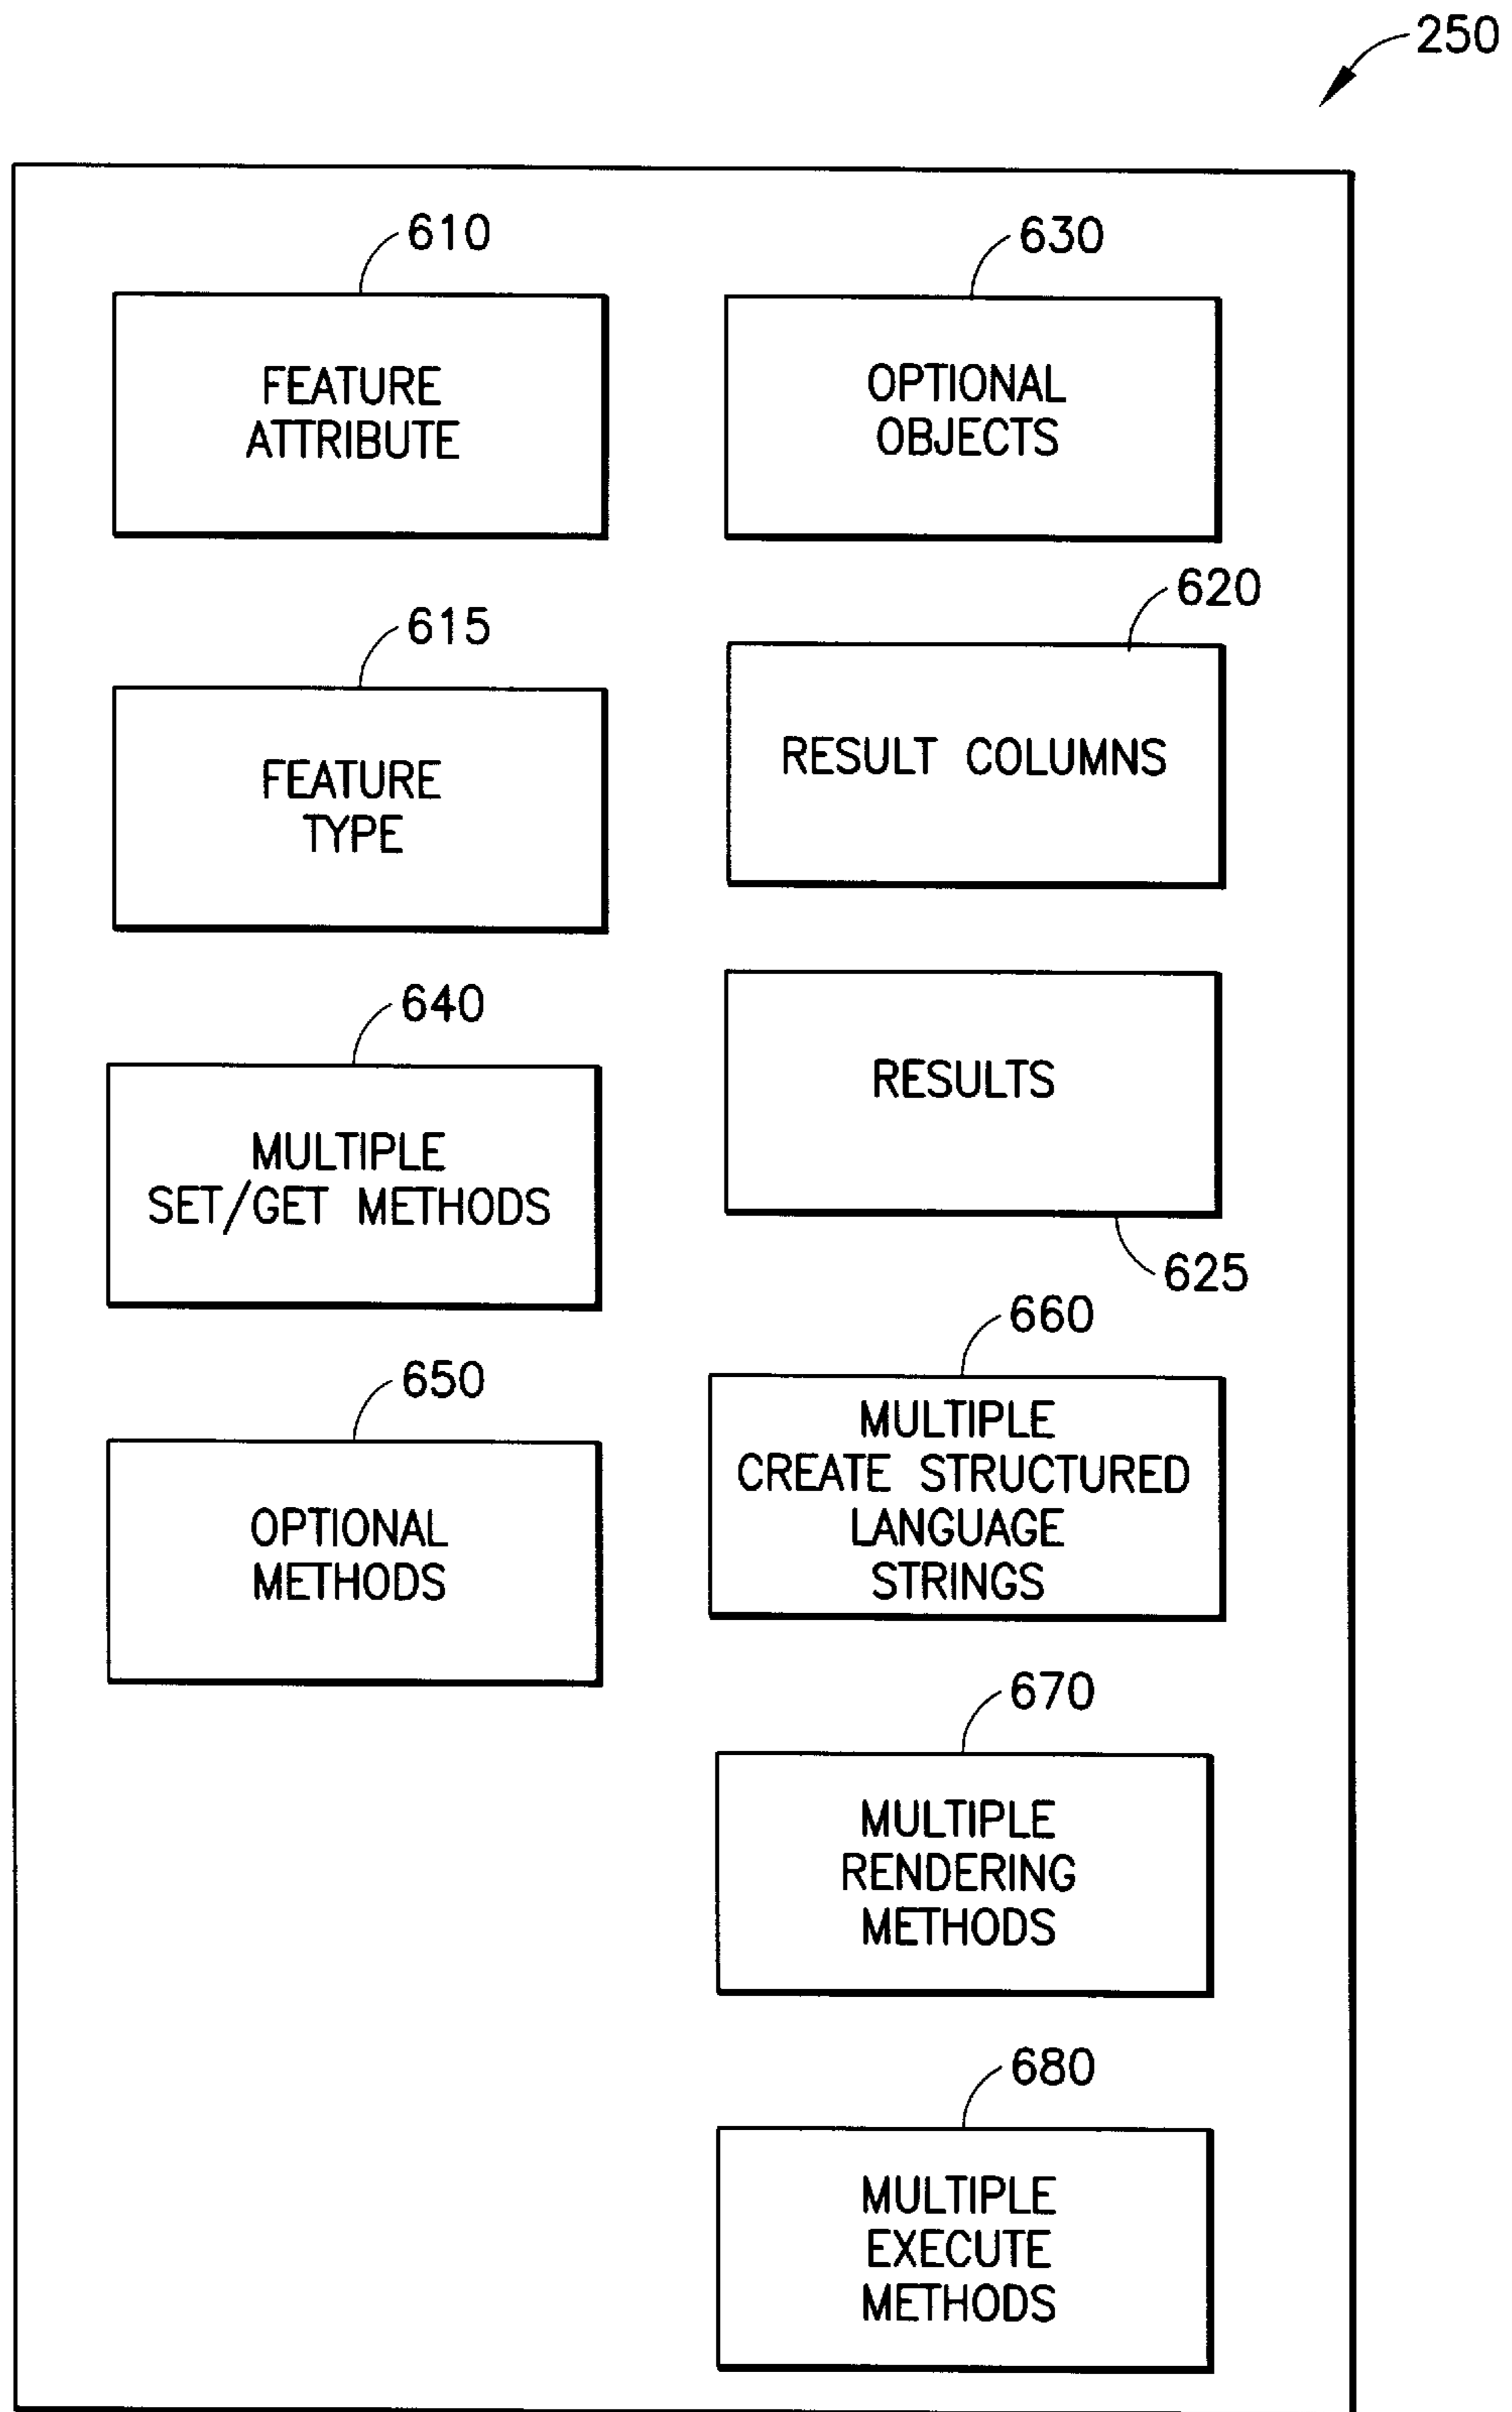 250
610
FEATURE
ATTRIBUTE
630
OPTIONAL
OBJECTS
615
FEATURE
TYPE
620
RESULT COLUMNS
640
MULTIPLE
SET/GET METHODS
RESULTS
625
650
OPTIONAL
METHODS
660
MULTIPLE
CREATE STRUCTURED
LANGUAGE
STRINGS
670
MULTIPLE
RENDERING
METHODS
680
MULTIPLE
EXECUTE
METHODS